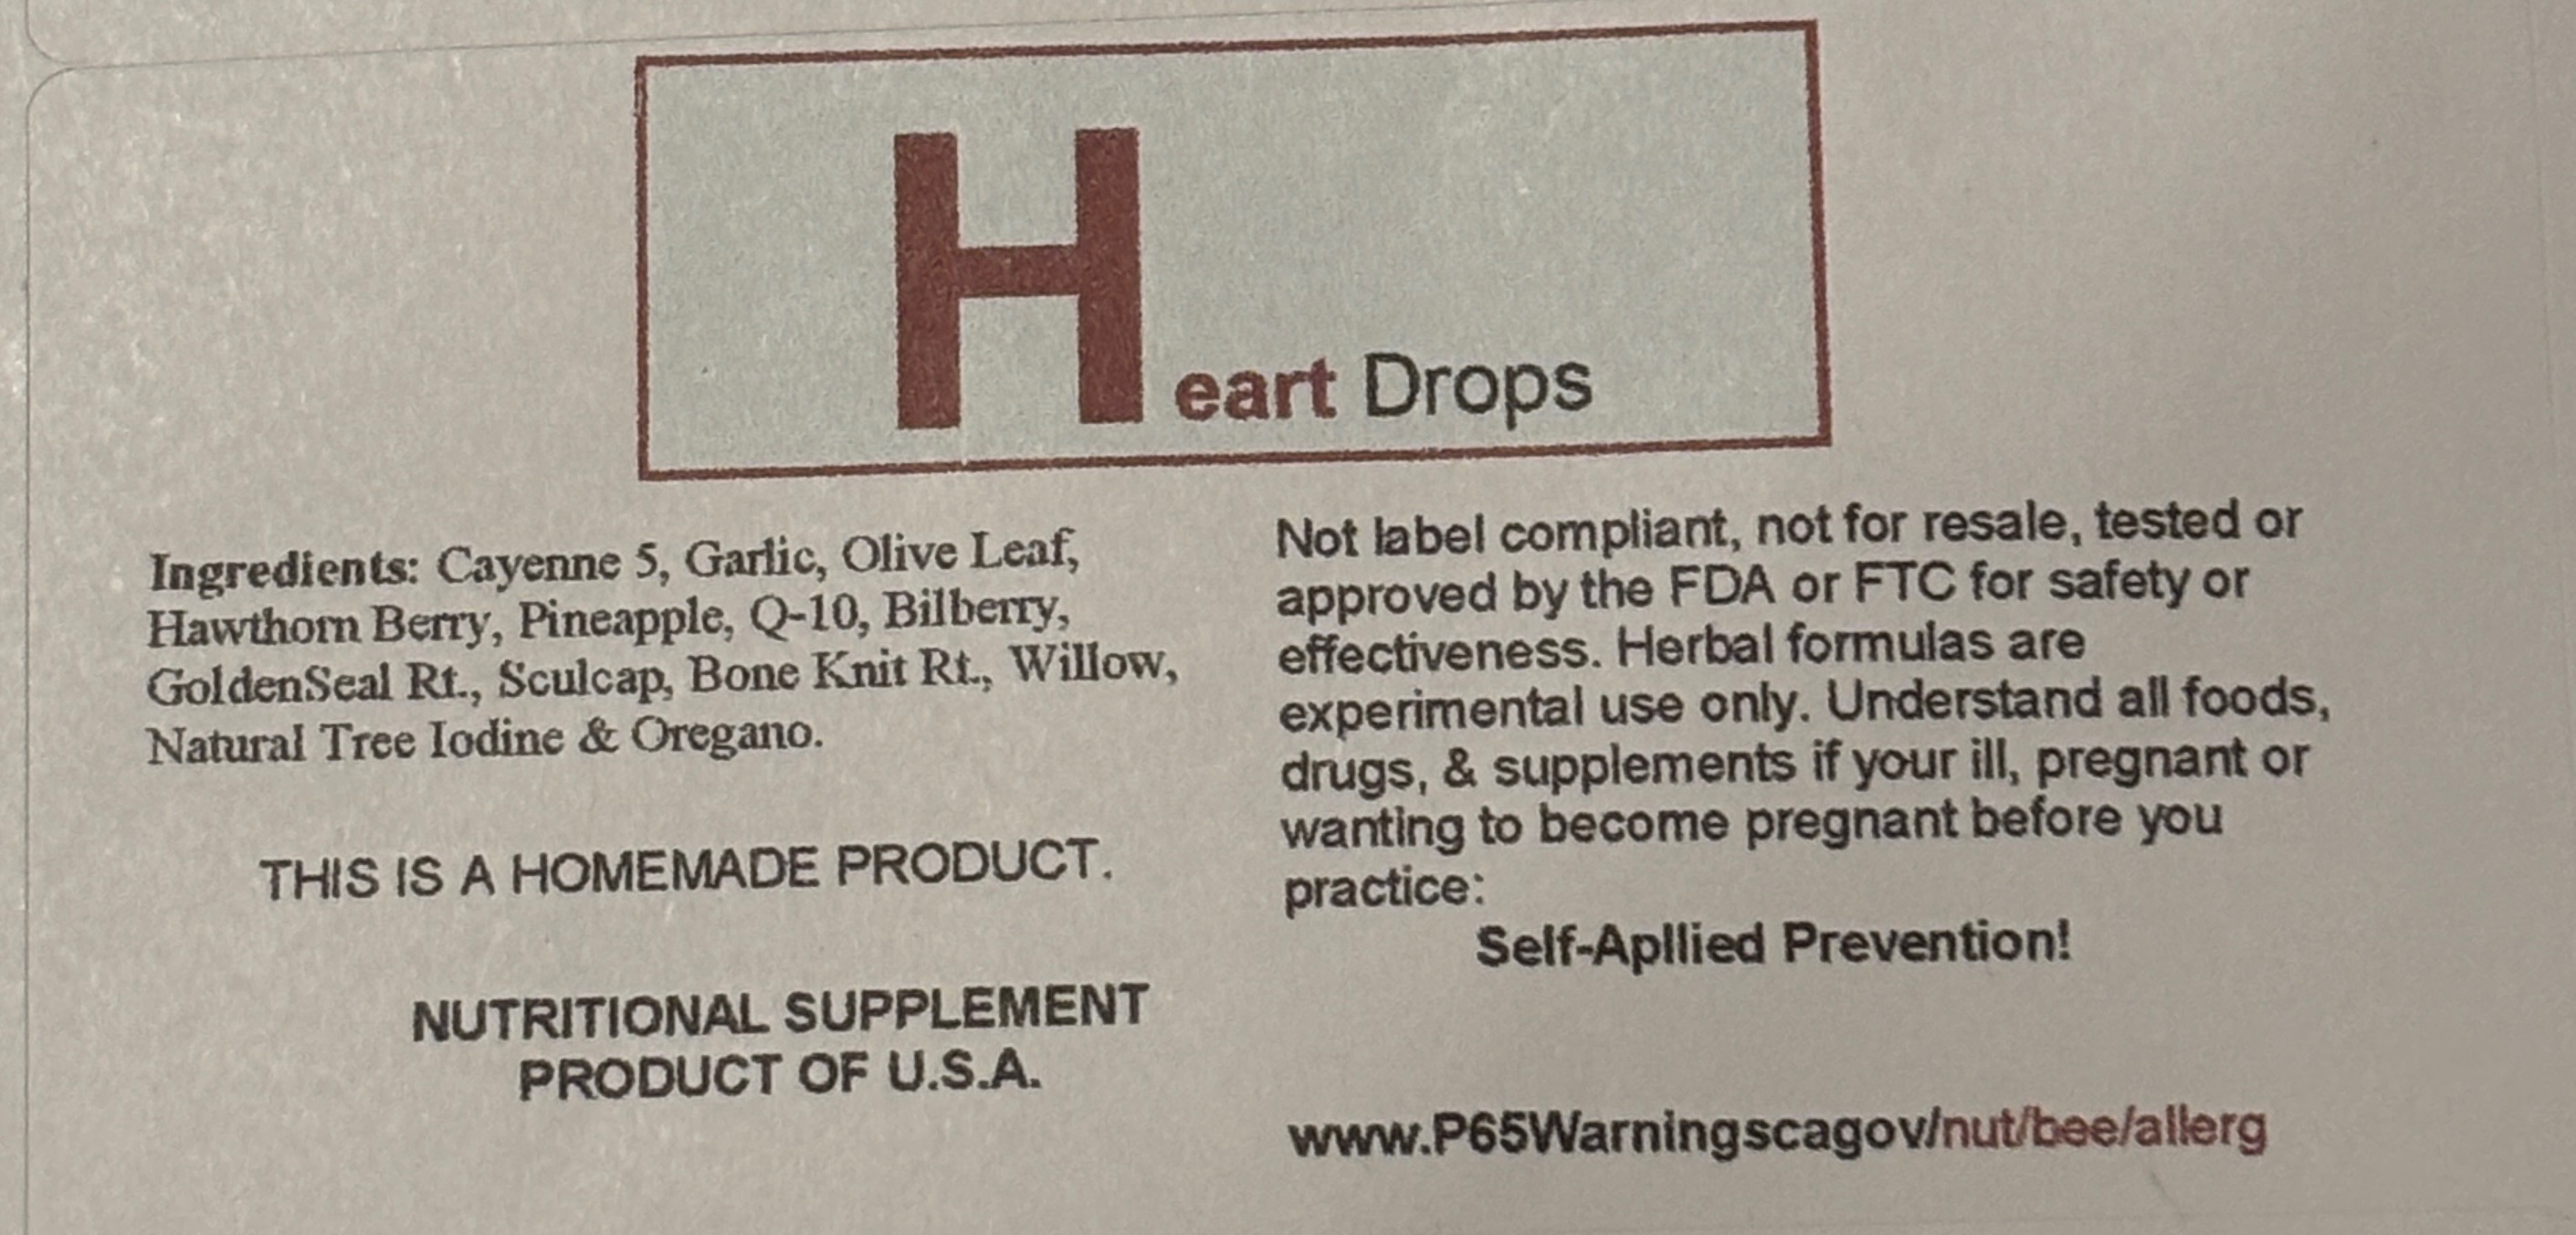 Heart Drops
Ingredients: Cayenne 5, Garlic, Olive Leaf,
Hawthorn Berry, Pineapple, Q-10, Bilberry,
GoldenSeal Rt., Sculcap, Bone Knit Rt., Willow,
Natural Tree Iodine & Oregano.
THIS IS A HOMEMADE PRODUCT.
NUTRITIONAL SUPPLEMENT
PRODUCT OF U.S.A.
Not label compliant, not for resale, tested or
approved by the FDA or FTC for safety or
effectiveness. Herbal formulas are
experimental use only. Understand all foods,
drugs, & supplements if your ill, pregnant or
wanting to become pregnant before you
practice:
Self-Apllied Prevention!
www.P65Warningscagov/nut/bee/allerg